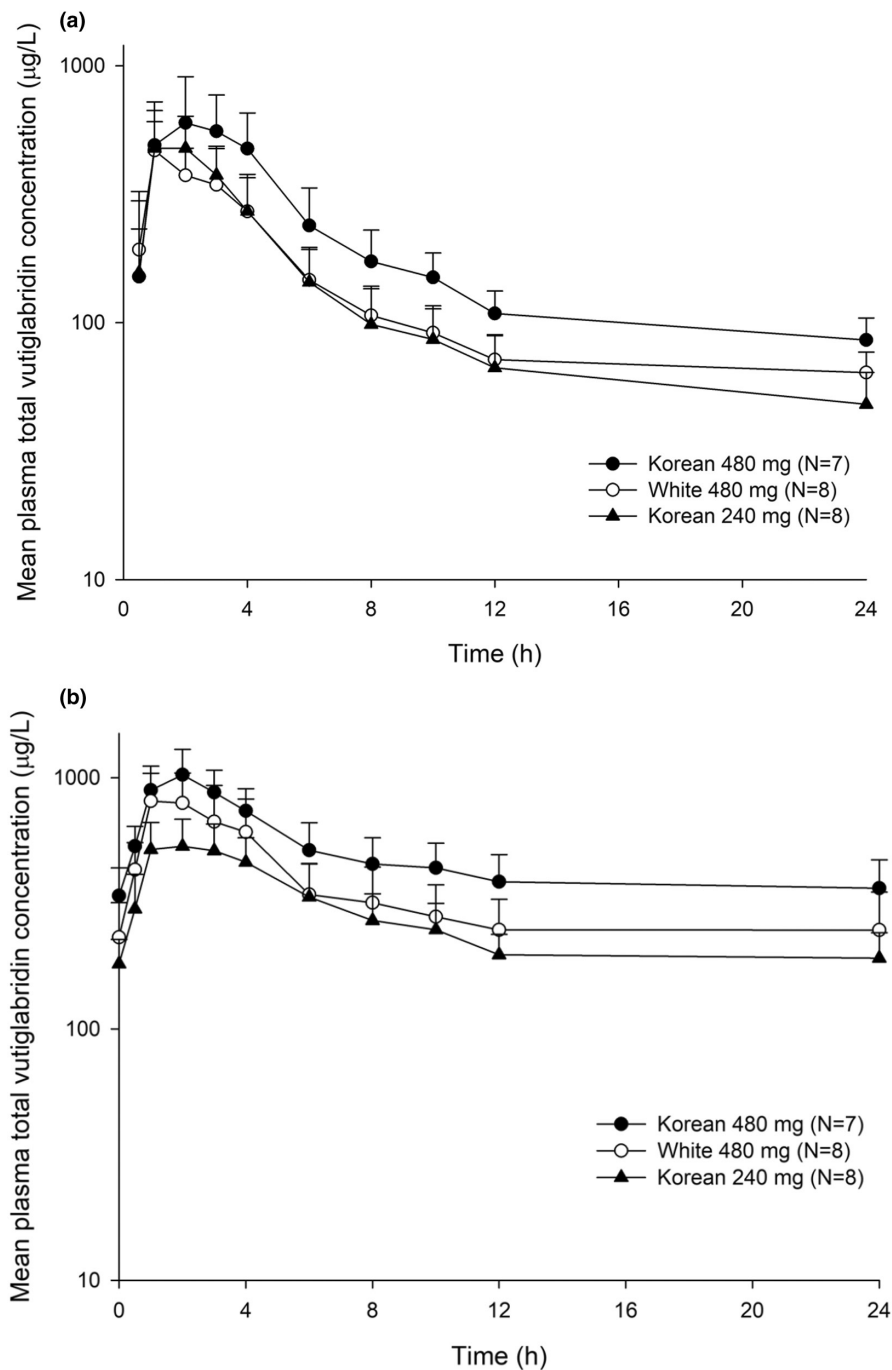 (a)
Mean plasma total vutiglabridin concentration (µg/L)
1000
100
10
Korean 480 mg (N=7)
White 480 mg (N=8)
Korean 240 mg (N=8)
0 4 8 12 16 20 24
Time (h)
(b)
Mean plasma total vutiglabridin concentration (µg/L)
1000
100
10
Korean 480 mg (N=7)
White 480 mg (N=8)
Korean 240 mg (N=8)
0 4 8 12 16 20 24
Time (h)